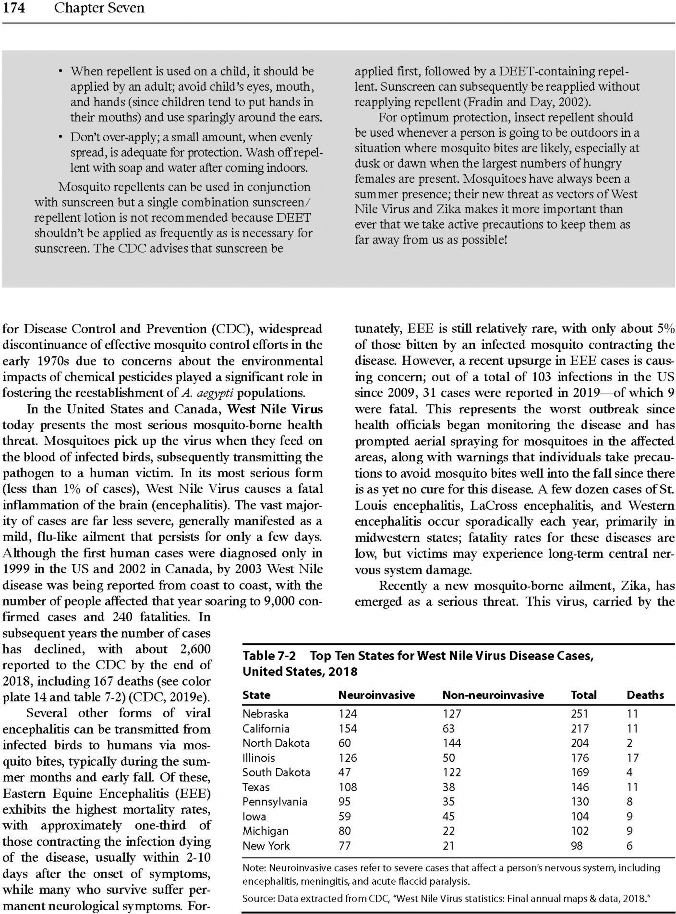 174 Chapter Seven
• When repellent is used on a child, it should be
applied by an adult; avoid child's eyes, mouth,
and hands (since children tend to put hands in
their mouths) and use sparingly around the ears.
• Don't over-apply; a small amount, when evenly
spread, is adequate for protection. Wash off repel-
lent with soap and water after coming indoors.
Mosquito repellents can be used in conjunction
with sunscreen but a single combination sunscreen/
repellent lotion is not recommended because DEET
shouldn't be applied as frequently as is necessary for
sunscreen. The CDC advises that sunscreen be
applied first, followed by a DEET-containing repel-
lent. Sunscreen can subsequently be reapplied without
reapplying repellent (Fradin and Day, 2002).
For optimum protection, insect repellent should
be used whenever a person is going to be outdoors in a
situation where mosquito bites are likely, especially at
dusk or dawn when the largest numbers of hungry
females are present. Mosquitoes have always been a
summer presence; their new threat as vectors of West
Nile Virus and Zika makes it more important than
ever that we take active precautions to keep them as
far away from us as possible!
for Disease Control and Prevention (CDC), widespread
discontinuance of effective mosquito control efforts in the
early 1970s due to concerns about the environmental
impacts of chemical pesticides played a significant role in
fostering the reestablishment of A. aegypti populations.
In the United States and Canada, West Nile Virus
today presents the most serious mosquito-borne health
threat. Mosquitoes pick up the virus when they feed on
the blood of infected birds, subsequently transmitting the
pathogen to a human victim. In its most serious form
(less than 1% of cases), West Nile Virus causes a fatal
inflammation of the brain (encephalitis). The vast major-
ity of cases are far less severe, generally manifested as a
mild, flu-like ailment that persists for only a few days.
Although the first human cases were diagnosed only in
1999 in the US and 2002 in Canada, by 2003 West Nile
disease was being reported from coast to coast, with the
number of people affected that year soaring to 9,000 con-
firmed cases and 240 fatalities. In
subsequent years the number of cases
has declined, with about 2,600
reported to the CDC by the end of
2018, including 167 deaths (see color
plate 14 and table 7-2) (CDC, 2019e).
Several other forms of viral
encephalitis can be transmitted from
infected birds to humans via mos-
quito bites, typically during the sum-
mer months and early fall. Of these,
Eastern Equine Encephalitis (EEE)
exhibits the highest mortality rates,
with approximately one-third of
those contracting the infection dying
of the disease, usually within 2-10
days after the onset of symptoms,
while many who survive suffer per-
manent neurological symptoms. For-
tunately, EEE is still relatively rare, with only about 5%
of those bitten by an infected mosquito contracting the
disease. However, a recent upsurge in EEE cases is caus-
ing concern; out of a total of 103 infections in the US
since 2009, 31 cases were reported in 2019—of which 9
were fatal. This represents the worst outbreak since
health officials began monitoring the disease and has
prompted aerial spraying for mosquitoes in the affected
areas, along with warnings that individuals take precau-
tions to avoid mosquito bites well into the fall since there
is as yet no cure for this disease. A few dozen cases of St.
Louis encephalitis, LaCross encephalitis, and Western
encephalitis occur sporadically each year, primarily in
midwestern states; fatality rates for these diseases are
low, but victims may experience long-term central ner-
vous system damage.
Recently a new mosquito-borne ailment, Zika, has
emerged as a serious threat. This virus, carried by the
Table 7-2 Top Ten States for West Nile Virus Disease Cases,
United States, 2018
State Neuroinvasive Non-neuroinvasive Total Deaths
Nebraska 124 127 251 11
California 154 63 217 11
North Dakota 60 144 204 2
Illinois 126 50 176 17
South Dakota 47 122 169 4
Texas 108 38 146 11
Pennsylvania 95 35 130 8
Iowa 59 45 104 9
Michigan 80 22 102 9
New York 77 21 98 6
Note: Neuroinvasive cases refer to severe cases that affect a person's nervous system, including
encephalitis, meningitis, and acute flaccid paralysis.
Source: Data extracted from CDC, "West Nile Virus statistics: Final annual maps & data, 2018."